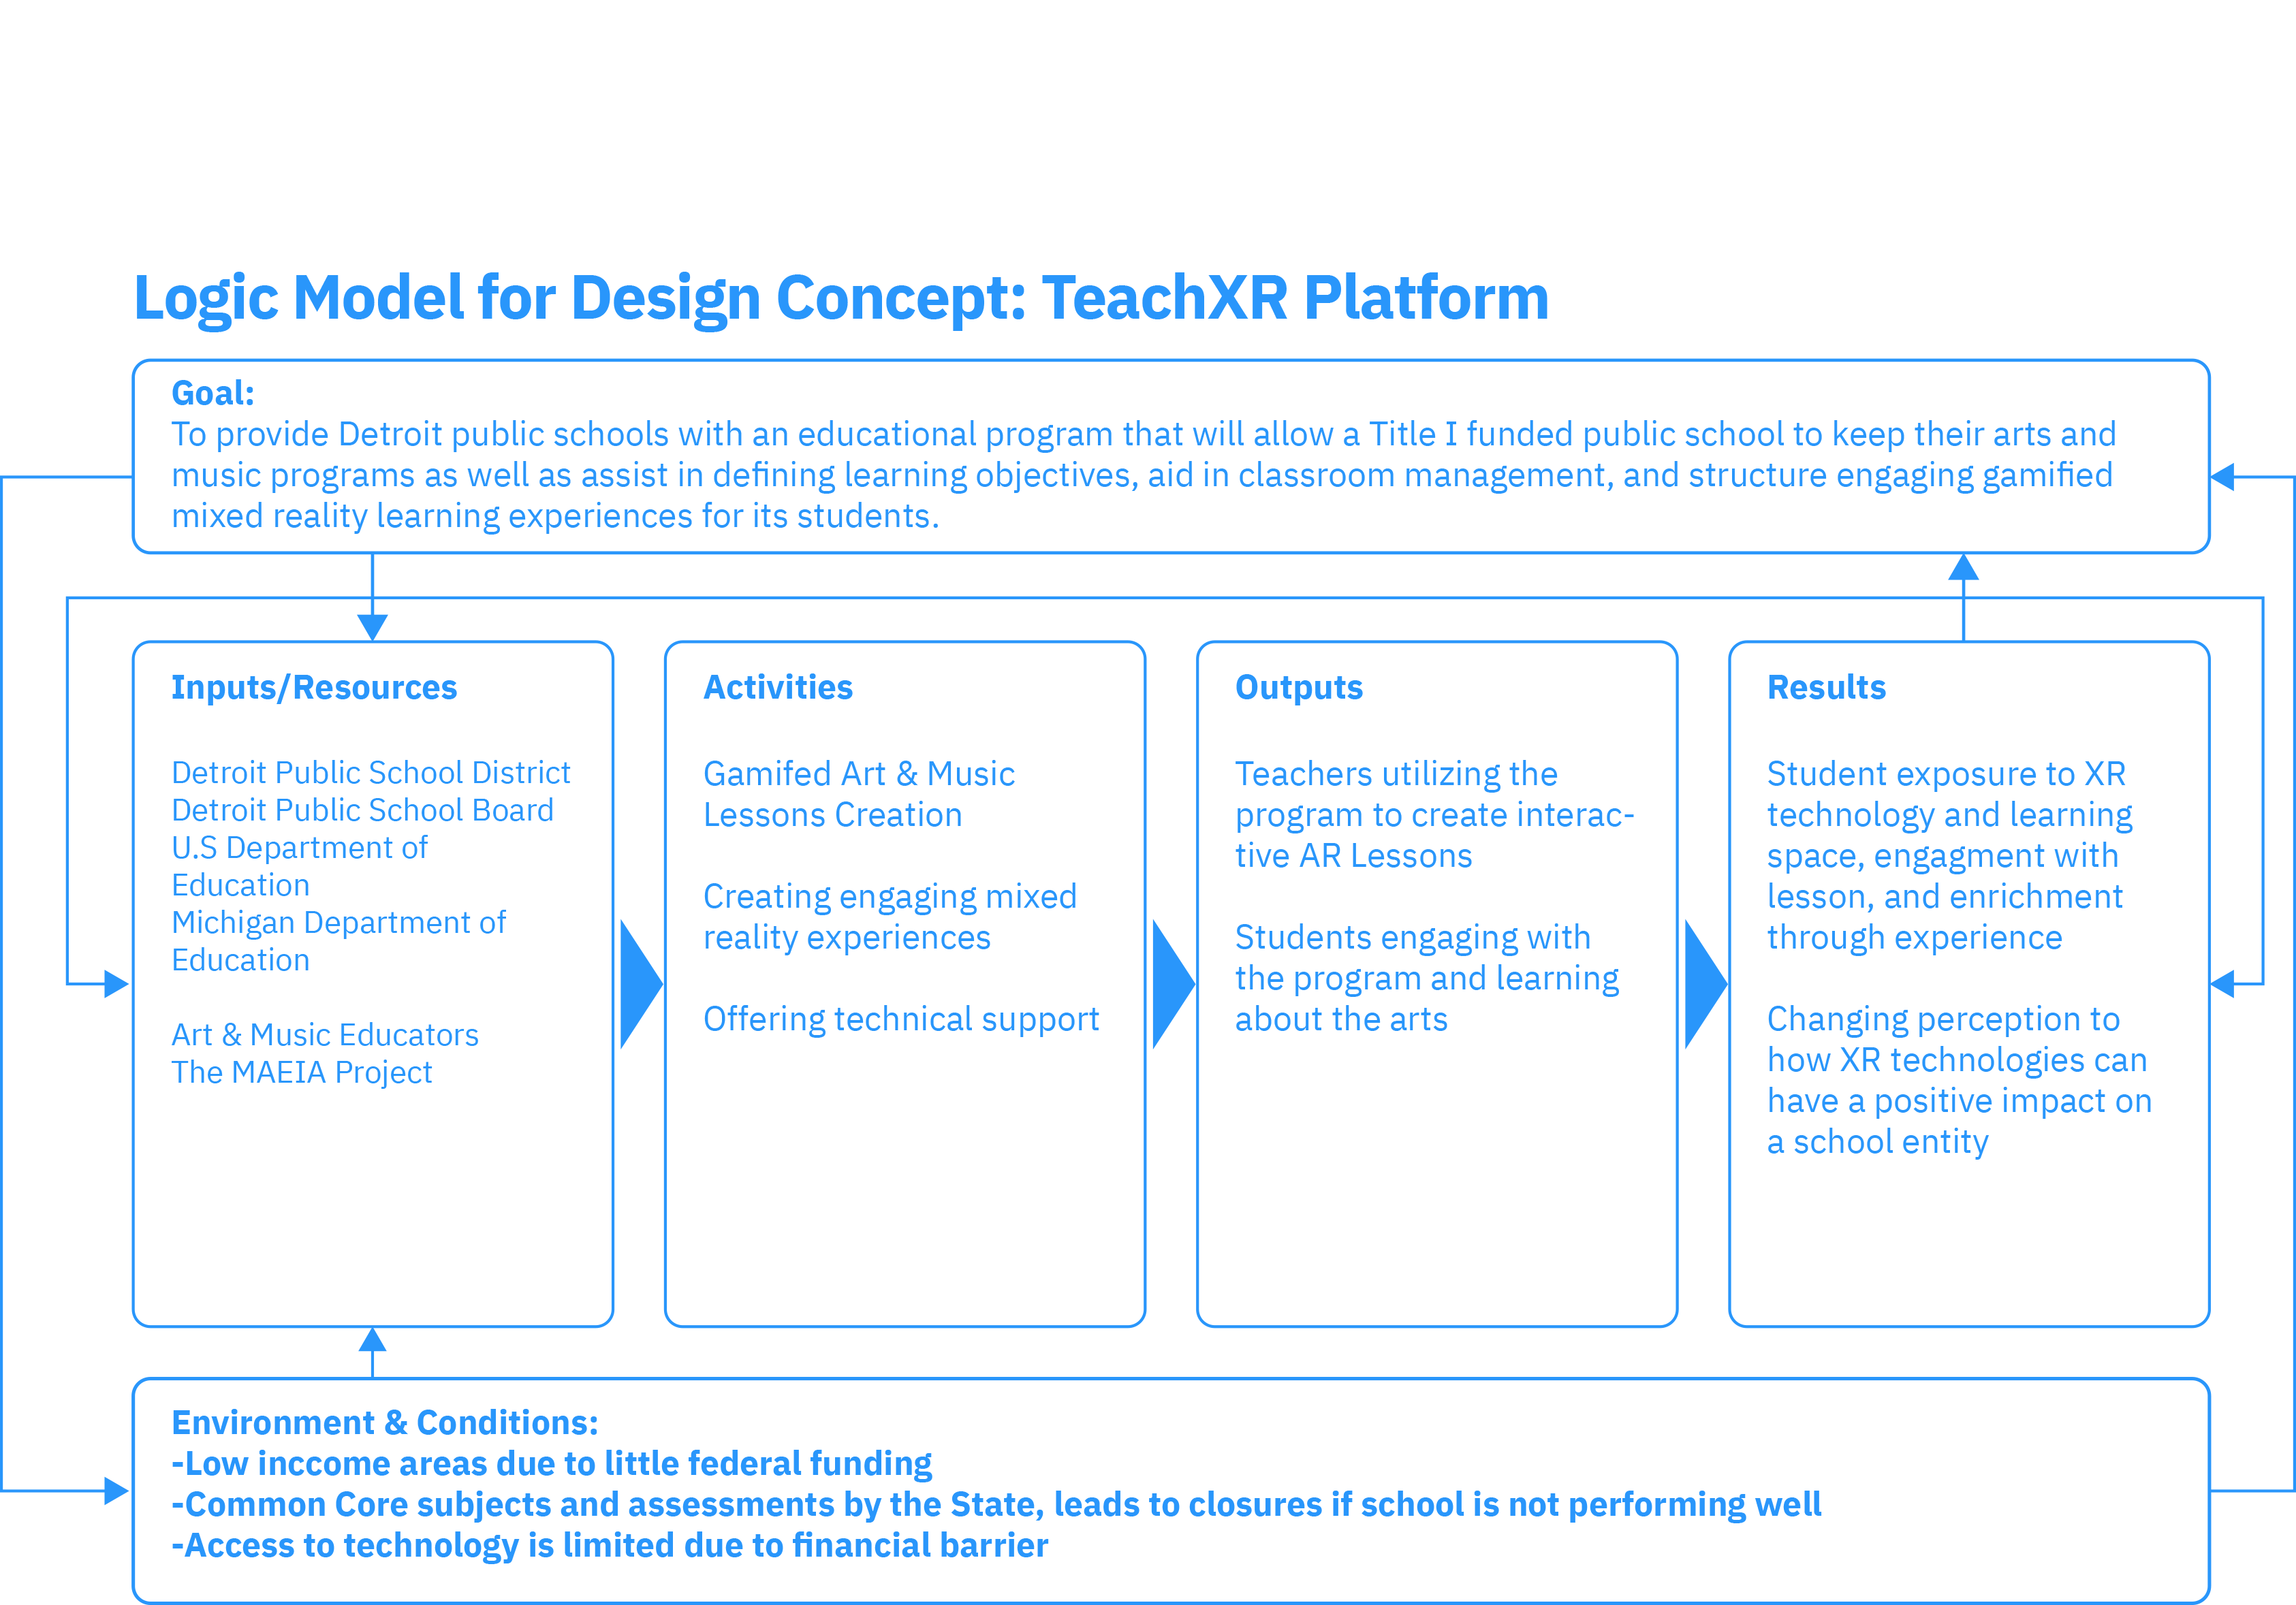 Logic Model for Design Concept: TeachXR Platform
Goal:
To provide Detroit public schools with an educational program that will allow a Title I funded public school to keep their arts and
music programs as well as assist in defining learning objectives, aid in classroom management, and structure engaging gamified
mixed reality learning experiences for its students.
Inputs/Resources
Detroit Public School District
Detroit Public School Board
U.S Department of
Education
Michigan Department of
Education
Art & Music Educators
The MAEIA Project
Activities
Gamifed Art & Music
Lessons Creation
Creating engaging mixed
reality experiences
Offering technical support
Outputs
Teachers utilizing the
program to create interac-
tive AR Lessons
Students engaging with
the program and learning
about the arts
Results
Student exposure to XR
technology and learning
space, engagment with
lesson, and enrichment
through experience
Changing perception to
how XR technologies can
have a positive impact on
a school entity
Environment & Conditions:
-Low inccome areas due to little federal funding
-Common Core subjects and assessments by the State, leads to closures if school is not performing well
-Access to technology is limited due to financial barrier